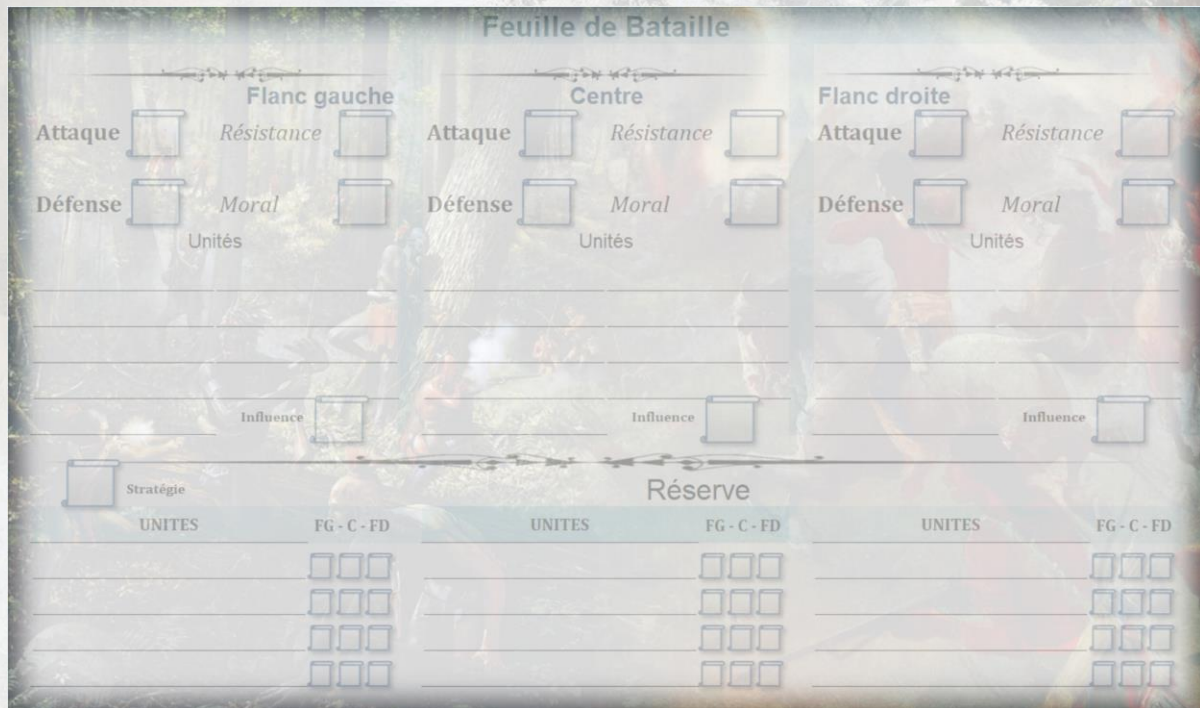 Feuille de Bataille
Flanc gauche Centre Flanc droite
Attaque Résistance Attaque Résistance Attaque Résistance
Défense Moral Défense Moral Défense Moral
Unités Unités Unités
Influence Influence Influence
Stratégie Réserve
UNITES FG - C - FD UNITES FG - C - FD UNITES FG - C - FD